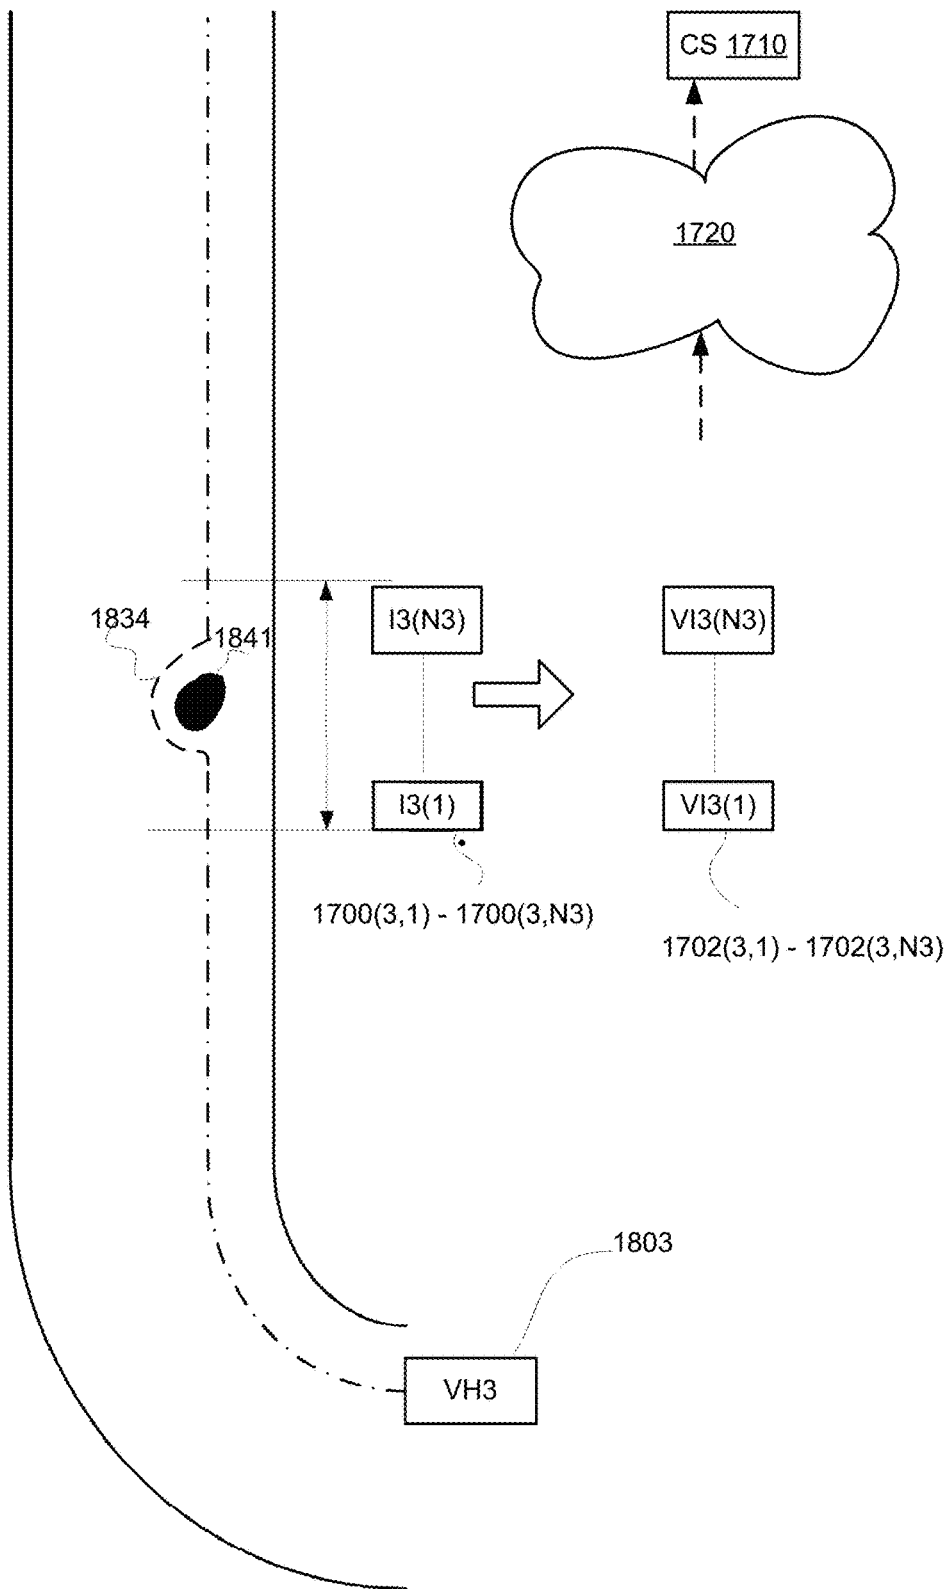 CS 1710
1720
1834
1841
I3(N3)
VI3(N3)
I3(1)
VI3(1)
1700(3,1) - 1700(3,N3)
1702(3,1) - 1702(3,N3)
1803
VH3